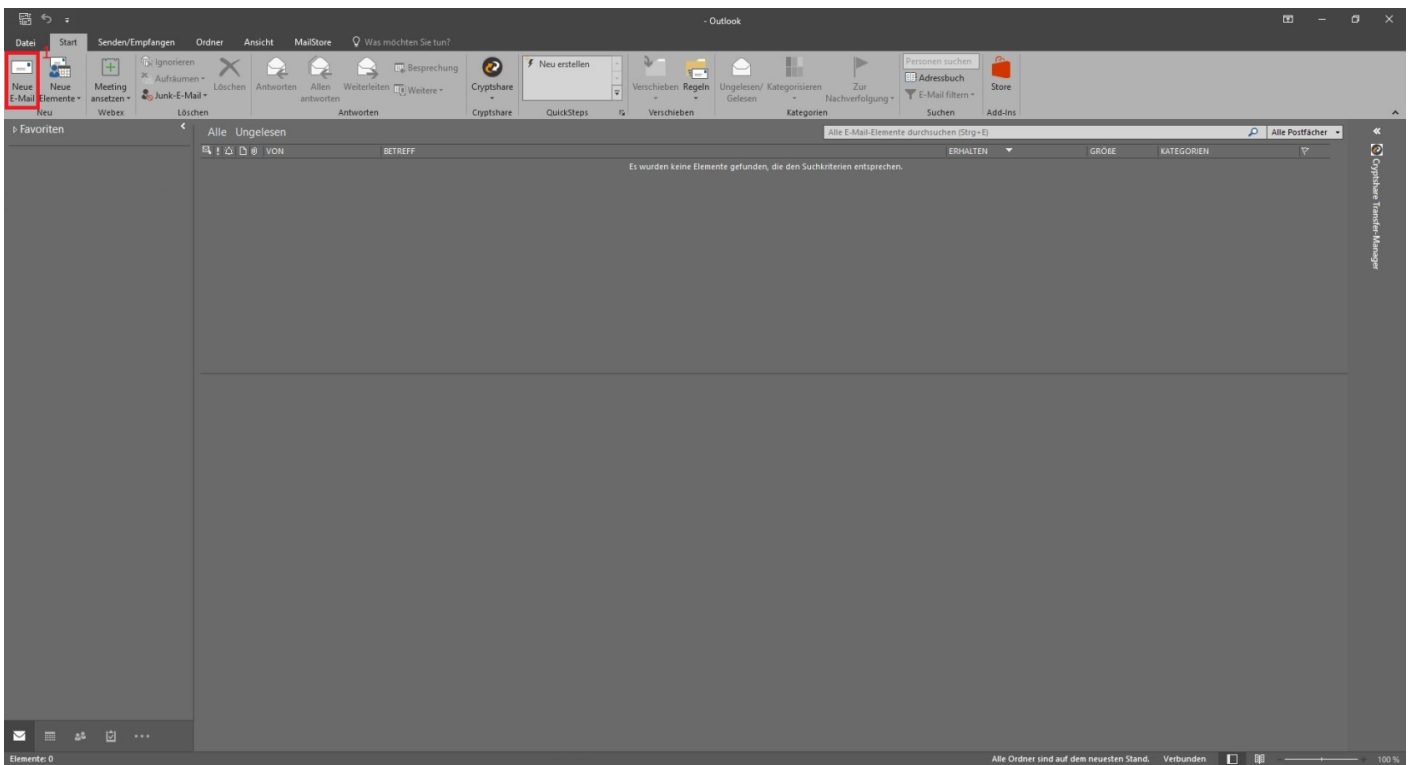 - Outlook
Datei Start Senden/Empfangen Ordner Ansicht MailStore Was möchten Sie tun?
1
Neue E-Mail
Neue Elemente
Neu
Meeting ansetzen
Webex
Ignorieren
Aufräumen
Junk-E-Mail
Löschen
Löschen
Antworten
Allen antworten
Weiterleiten
Besprechung
Weitere
Antworten
Cryptshare
Cryptshare
Neu erstellen
QuickSteps
Verschieben
Regeln
Verschieben
Ungelesen/ Gelesen
Kategorisieren
Zur Nachverfolgung
Kategorien
Personen suchen
Adressbuch
E-Mail filtern
Suchen
Store
Add-Ins
Favoriten
Alle Ungelesen
Alle E-Mail-Elemente durchsuchen (Strg+E)
Alle Postfächer
VON BETREFF ERHALTEN GRÖßE KATEGORIEN
Es wurden keine Elemente gefunden, die den Suchkriterien entsprechen.
Cryptshare Transfer-Manager
Elemente: 0
Alle Ordner sind auf dem neuesten Stand. Verbunden 100 %